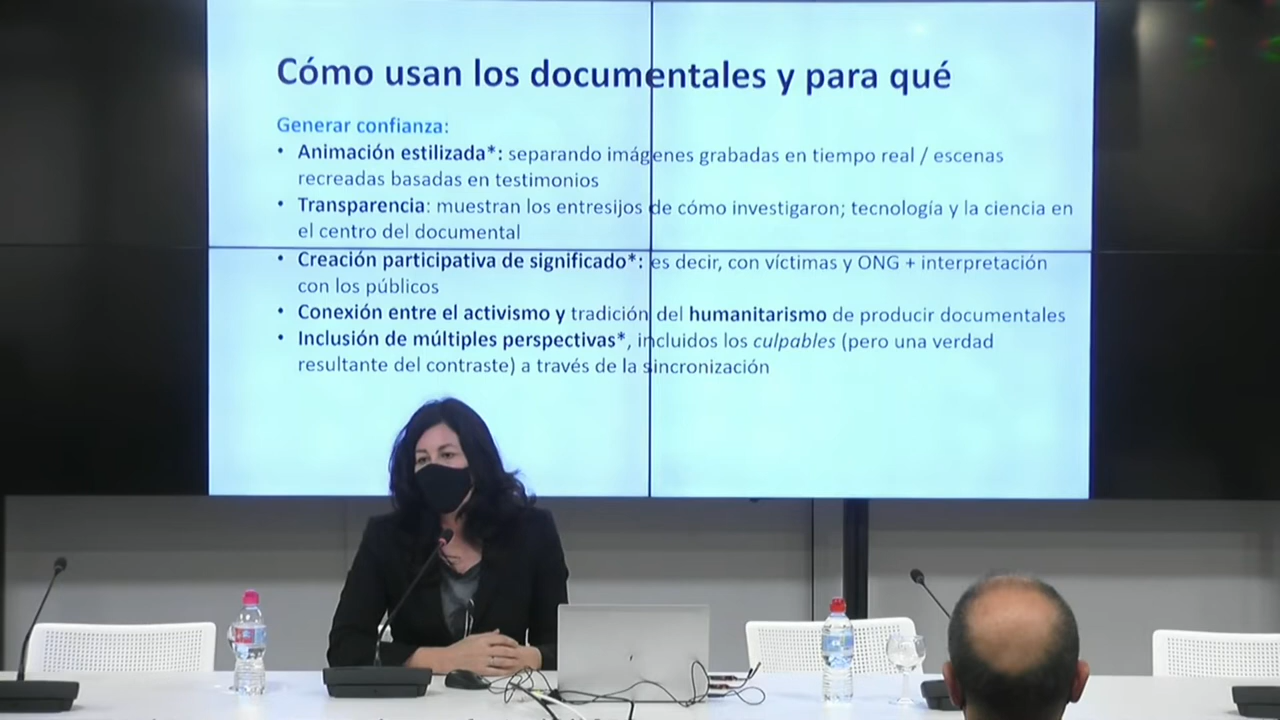 Cómo usan los documentales y para qué
Generar confianza:
• Animación estilizada*: separando imágenes grabadas en tiempo real / escenas
recreadas basadas en testimonios
• Transparencia: muestran los entresijos de cómo investigaron; tecnología y la ciencia en
el centro del documental
• Creación participativa de significado*: es decir, con víctimas y ONG + interpretación
con los públicos
• Conexión entre el activismo y tradición del humanitarismo de producir documentales
• Inclusión de múltiples perspectivas*, incluidos los culpables (pero una verdad
resultante del contraste) a través de la sincronización